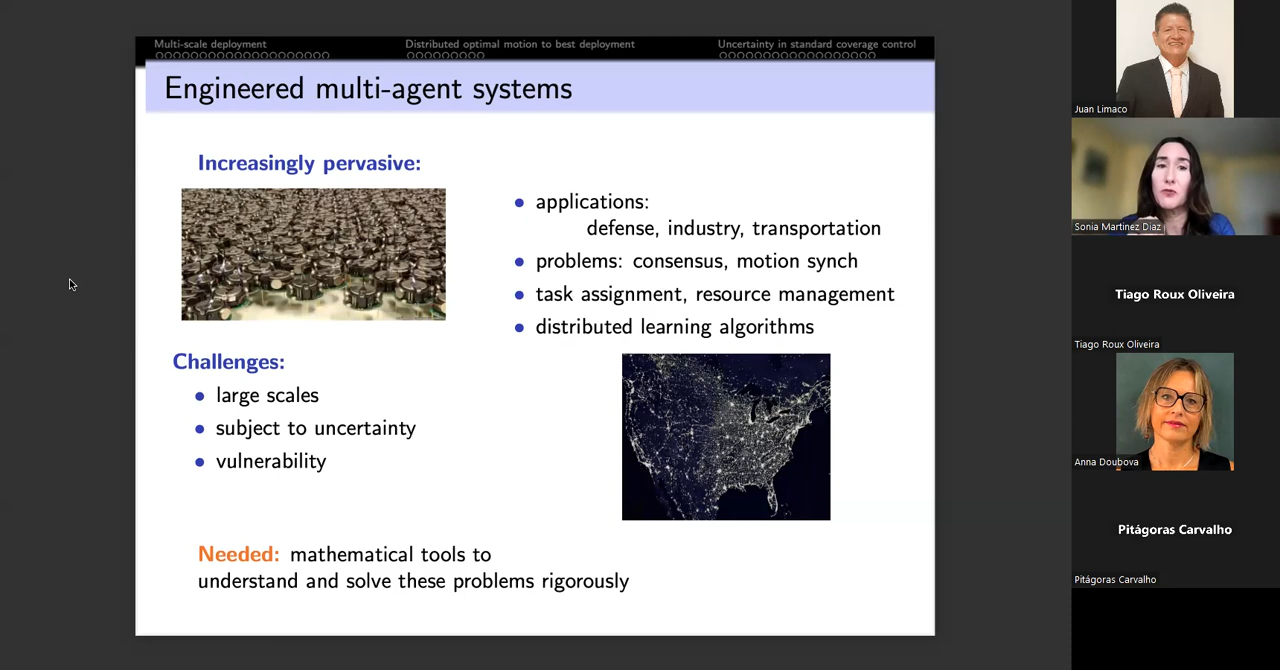 Multi-scale deployment
Distributed optimal motion to best deployment
Uncertainty in standard coverage control
Engineered multi-agent systems
Increasingly pervasive:
applications:
defense, industry, transportation
problems: consensus, motion synch
task assignment, resource management
distributed learning algorithms
Challenges:
large scales
subject to uncertainty
vulnerability
Needed: mathematical tools to
understand and solve these problems rigorously
Juan Limaco
Sonia Martinez Diaz
Tiago Roux Oliveira
Tiago Roux Oliveira
Anna Doubova
Pitágoras Carvalho
Pitágoras Carvalho